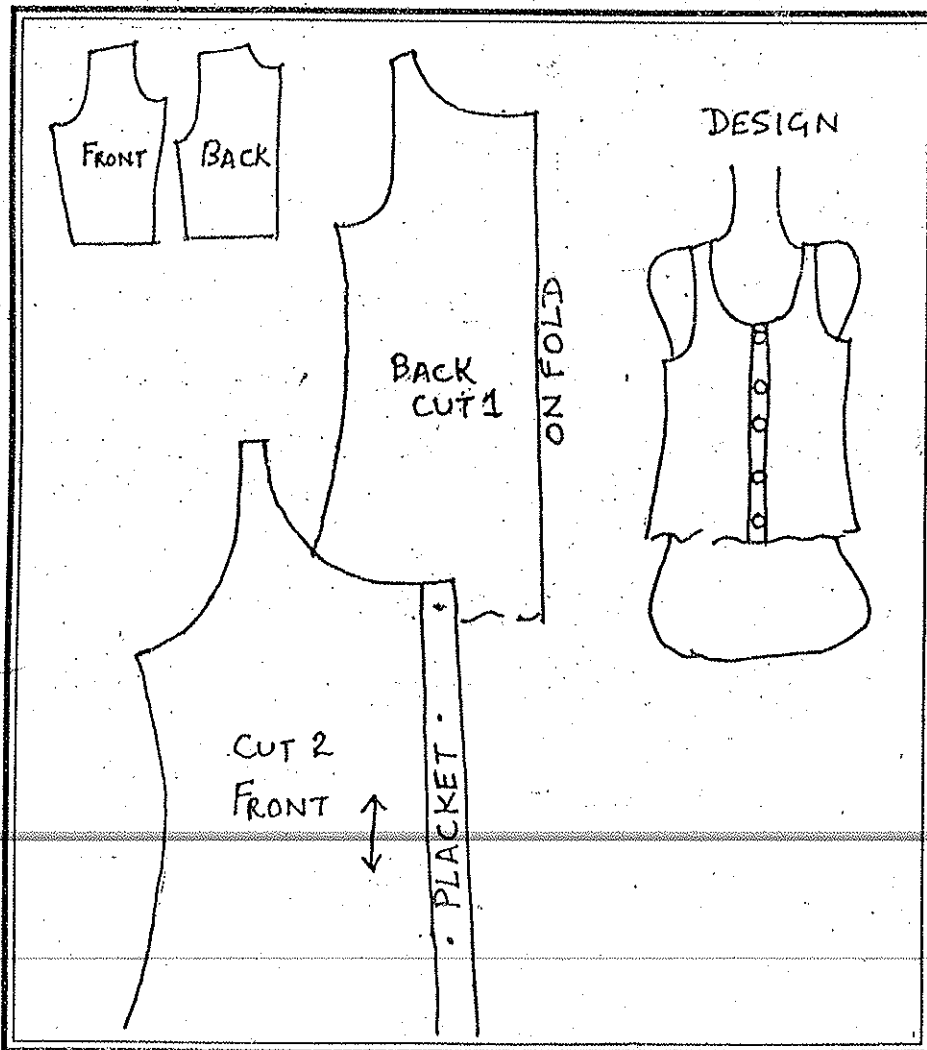 FRONT
BACK
DESIGN
BACK
CUT 1
ON FOLD
CUT 2
FRONT
PLACKET